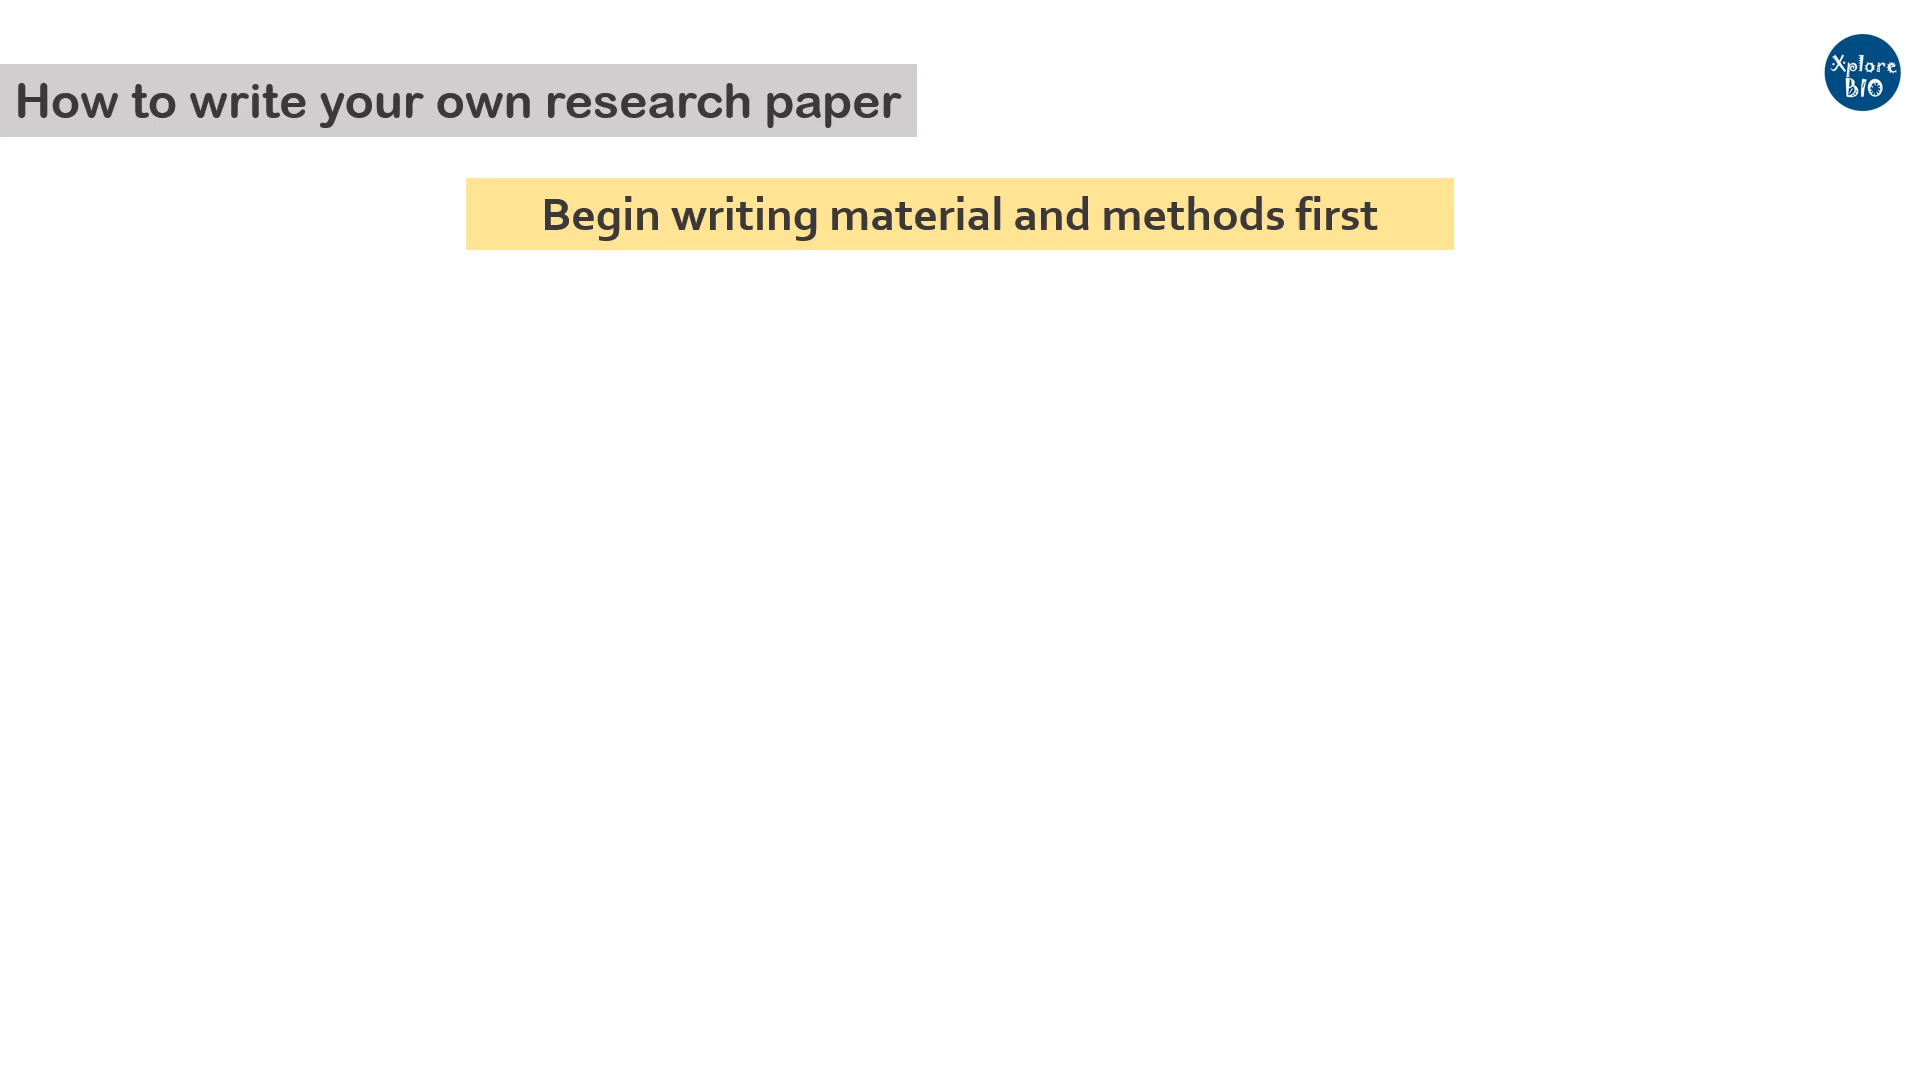 How to write your own research paper
Xplore
BIO
Begin writing material and methods first